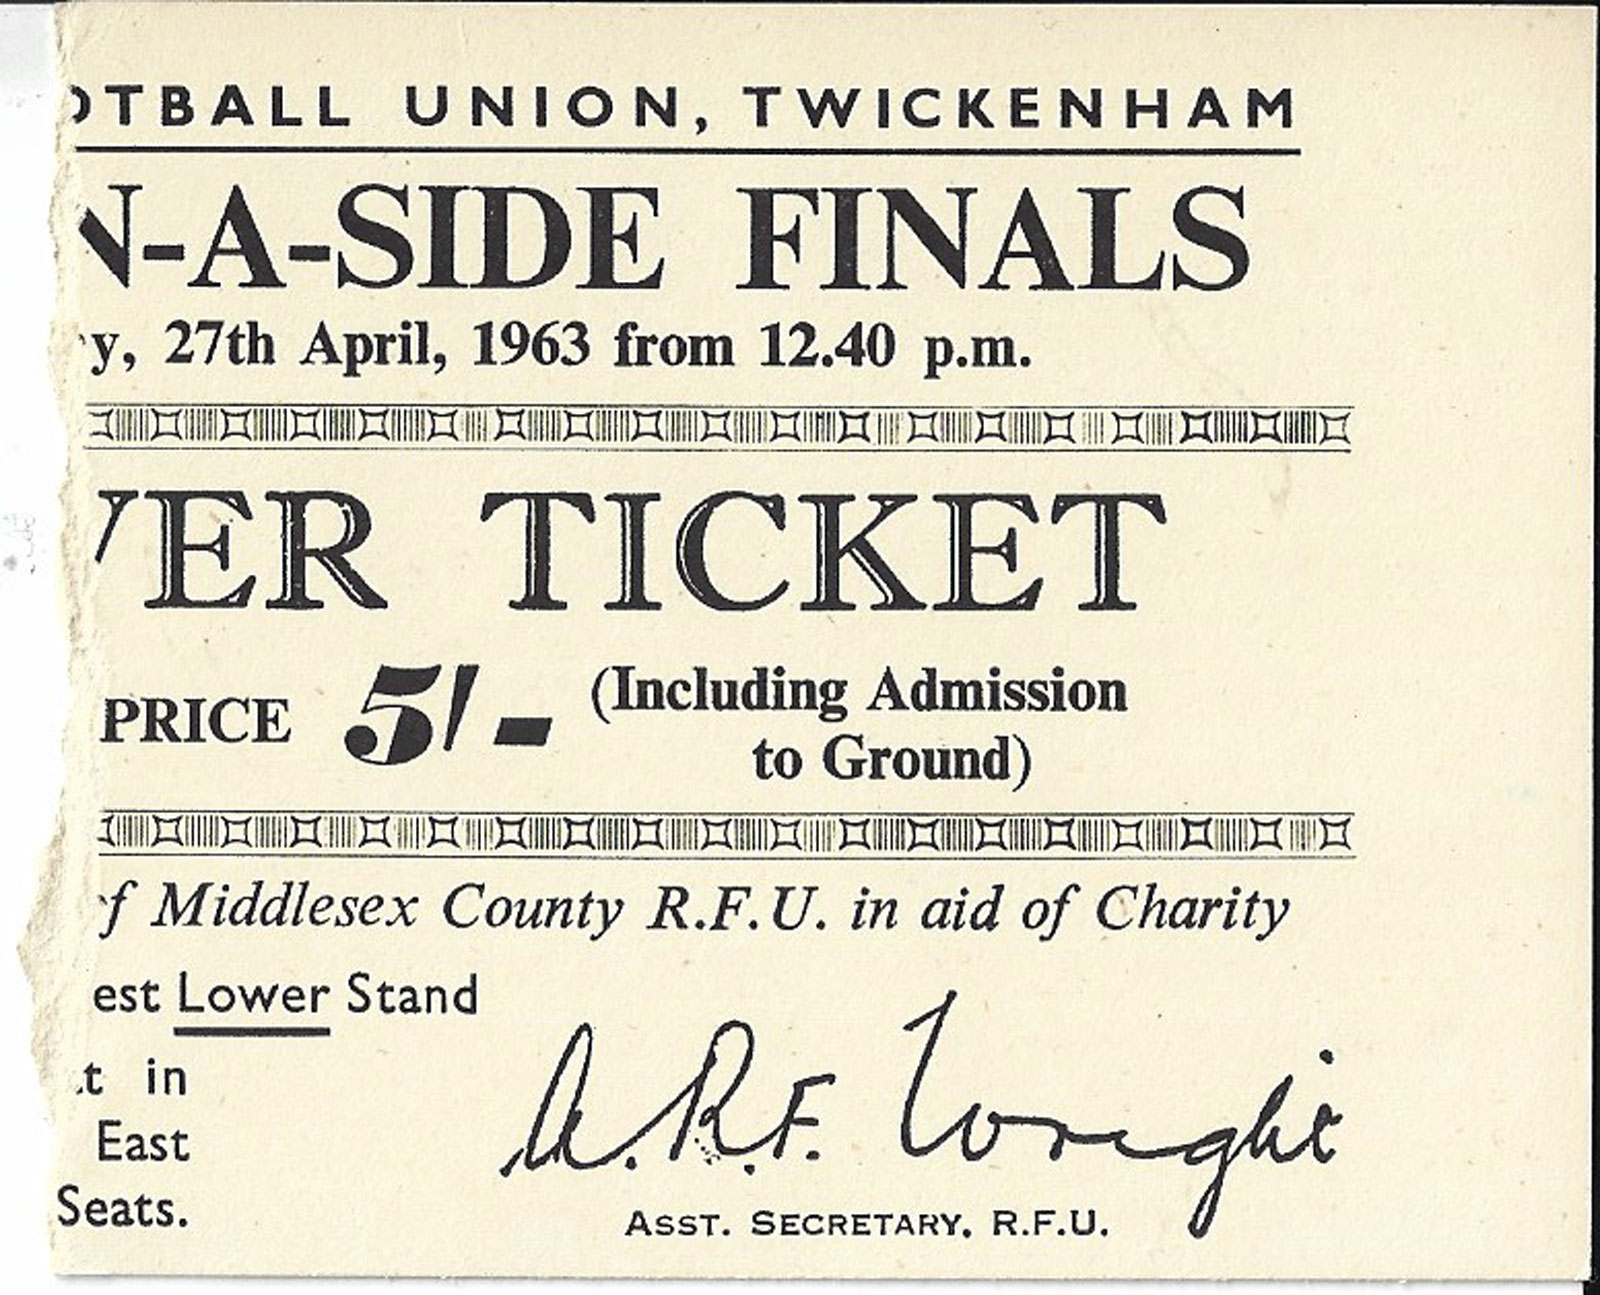 OTBALL UNION, TWICKENHAM
N-A-SIDE FINALS
y, 27th April, 1963 from 12.40 p.m.
VER TICKET
PRICE 5/- (Including Admission
to Ground)
of Middlesex County R.F.U. in aid of Charity
est Lower Stand
t in
East
Seats.
A.R.F. Wright
ASST. SECRETARY, R.F.U.